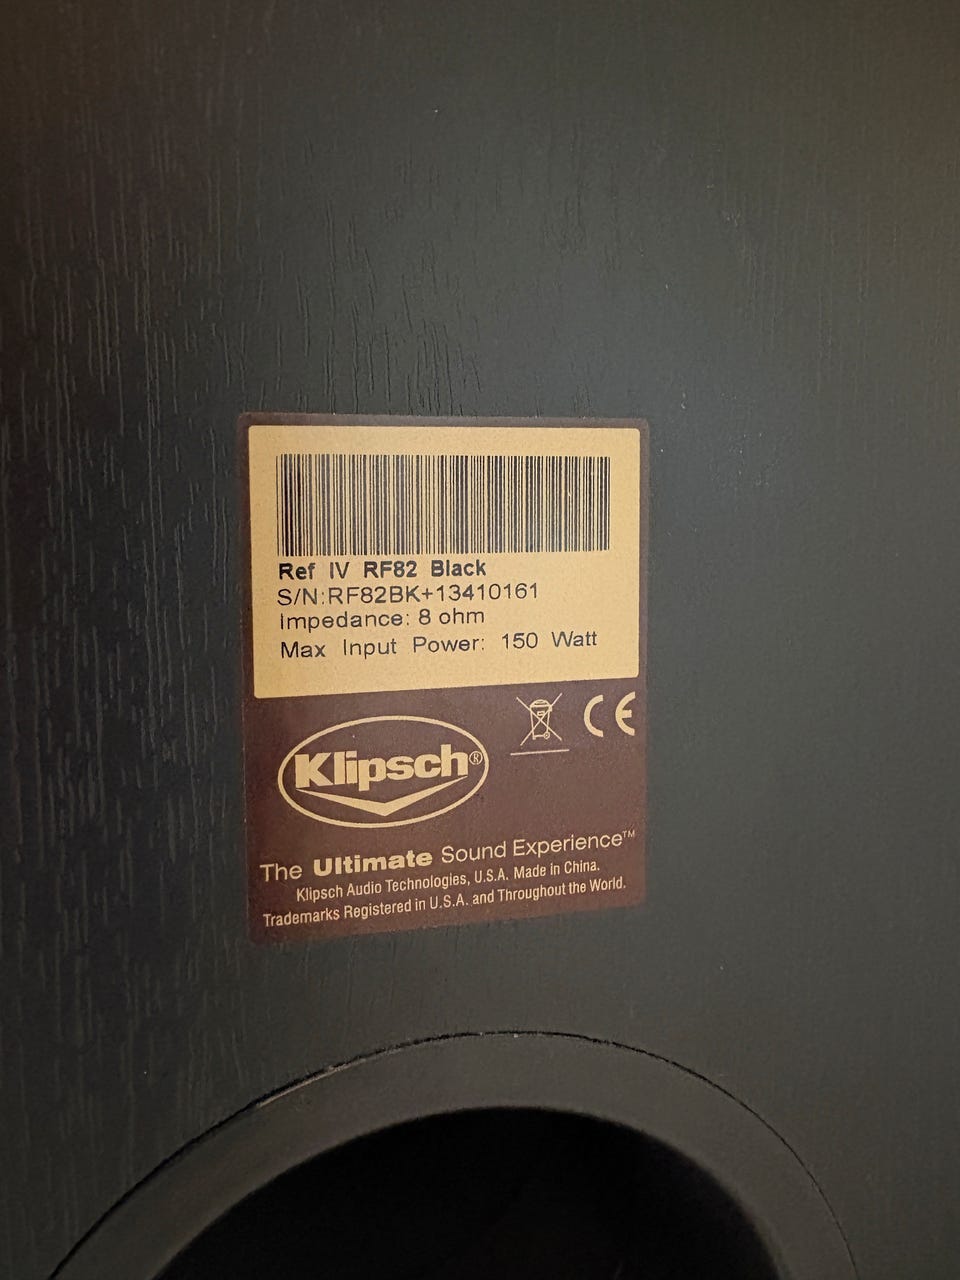 Ref IV RF82 Black
S/N:RF82BK+13410161
Impedance: 8 ohm
Max Input Power: 150 Watt
CE
Klipsch®
The Ultimate Sound Experience™
Klipsch Audio Technologies, U.S.A. Made in China.
Trademarks Registered in U.S.A. and Throughout the World.